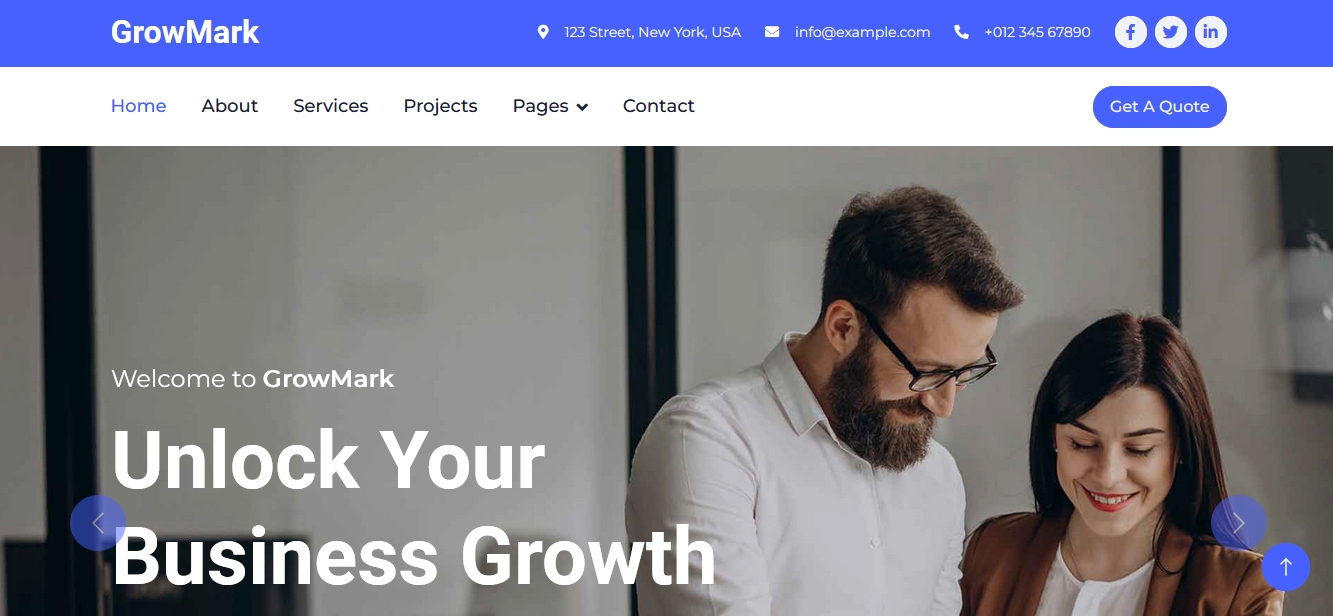 GrowMark
123 Street, New York, USA
info@example.com
+012 345 67890
Home
About
Services
Projects
Pages
Contact
Get A Quote
Welcome to GrowMark
Unlock Your
Business Growth